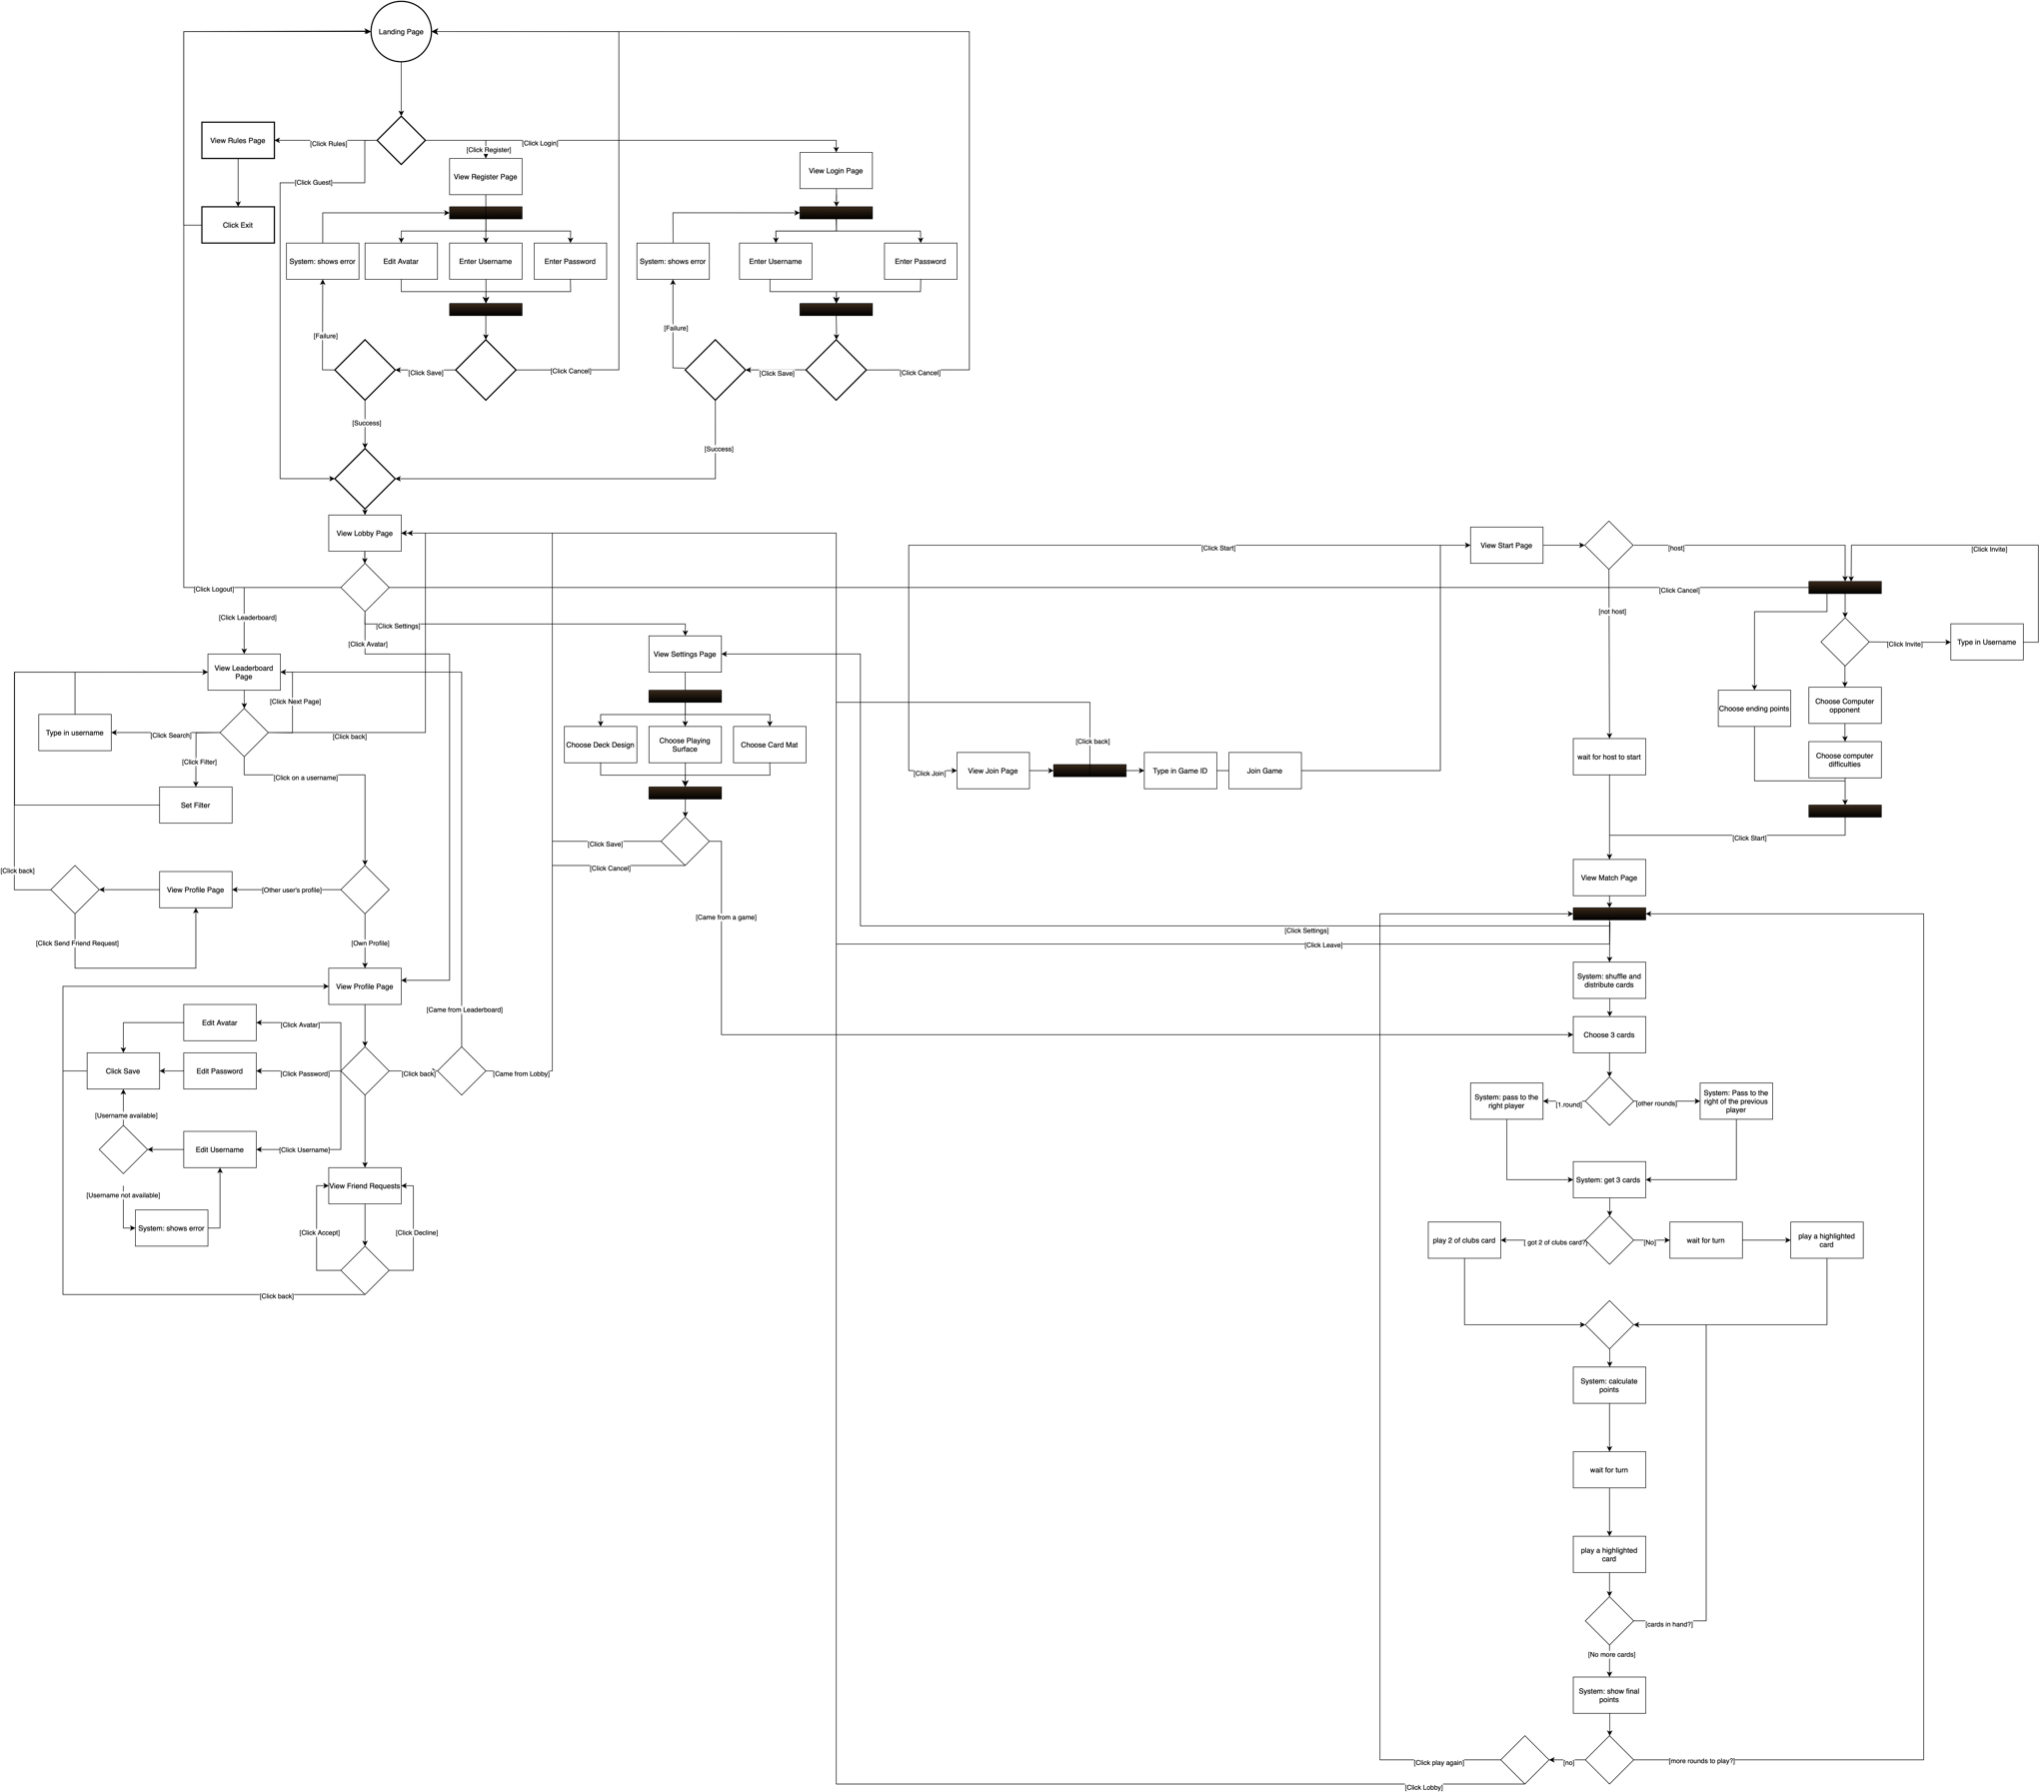 Landing Page
View Rules Page
[Click Rules]
[Click Register]
[Click Login]
View Login Page
View Register Page
[Click Guest]
Click Exit
System: shows error
Edit Avatar
Enter Username
Enter Password
System: shows error
Enter Username
Enter Password
[Failure]
[Failure]
[Click Save]
[Click Cancel]
[Click Save]
[Click Cancel]
[Success]
[Success]
View Lobby Page
[Click Start]
View Start Page
[host]
[Click Invite]
[Click Logout]
[Click Cancel]
[Click Leaderboard]
[Click Settings]
[not host]
[Click Avatar]
[Click Invite]
Type in Username
View Settings Page
View Leaderboard
Page
[Click Next Page]
Choose ending points
Choose Computer
opponent
Type in username
[Click Search]
[Click back]
Choose Deck Design
Choose Playing
Surface
Choose Card Mat
[Click back]
wait for host to start
Choose computer
difficulties
[Click Filter]
[Click on a username]
[Click Join]
View Join Page
Type in Game ID
Join Game
Set Filter
[Click Save]
[Click Start]
[Click Cancel]
[Click back]
View Match Page
View Profile Page
[Other user's profile]
[Came from a game]
[Click Settings]
[Click Send Friend Request]
[Own Profile]
[Click Leave]
View Profile Page
System: shuffle and
distribute cards
[Came from Leaderboard]
Edit Avatar
[Click Avatar]
Choose 3 cards
Click Save
Edit Password
[Click Password]
[Click back]
[Came from Lobby]
System: pass to the
right player
[1.round]
[other rounds]
System: Pass to the
right of the previous
player
[Username available]
Edit Username
[Click Username]
System: get 3 cards
View Friend Requests
[Username not available]
System: shows error
[Click Accept]
[Click Decline]
play 2 of clubs card
[ got 2 of clubs card?]
[No]
wait for turn
play a highlighted
card
[Click back]
System: calculate
points
wait for turn
play a highlighted
card
[cards in hand?]
[No more cards]
System: show final
points
[Click play again]
[no]
[more rounds to play?]
[Click Lobby]